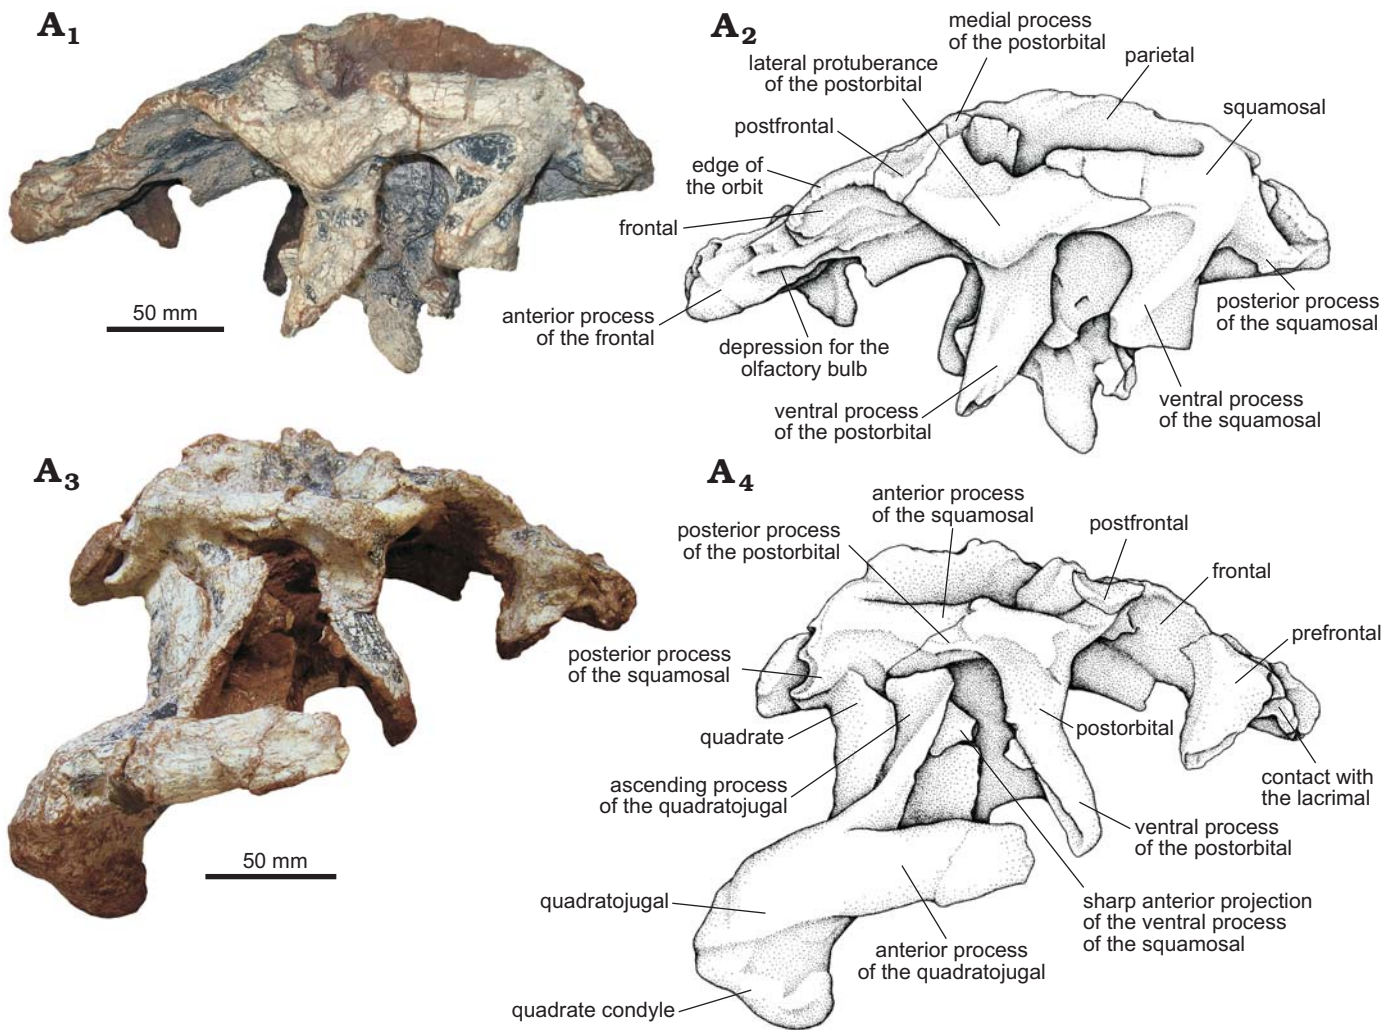 A1
50 mm
A2
medial process
of the postorbital
lateral protuberance
of the postorbital
parietal
squamosal
postfrontal
edge of
the orbit
frontal
anterior process
of the frontal
depression for the
olfactory bulb
ventral process
of the postorbital
posterior process
of the squamosal
ventral process
of the squamosal
A3
50 mm
A4
anterior process
of the squamosal
posterior process
of the postorbital
postfrontal
frontal
prefrontal
posterior process
of the squamosal
quadrate
postorbital
ascending process
of the quadratojugal
contact with
the lacrimal
ventral process
of the postorbital
quadratojugal
sharp anterior projection
of the ventral process
of the squamosal
anterior process
of the quadratojugal
quadrate condyle